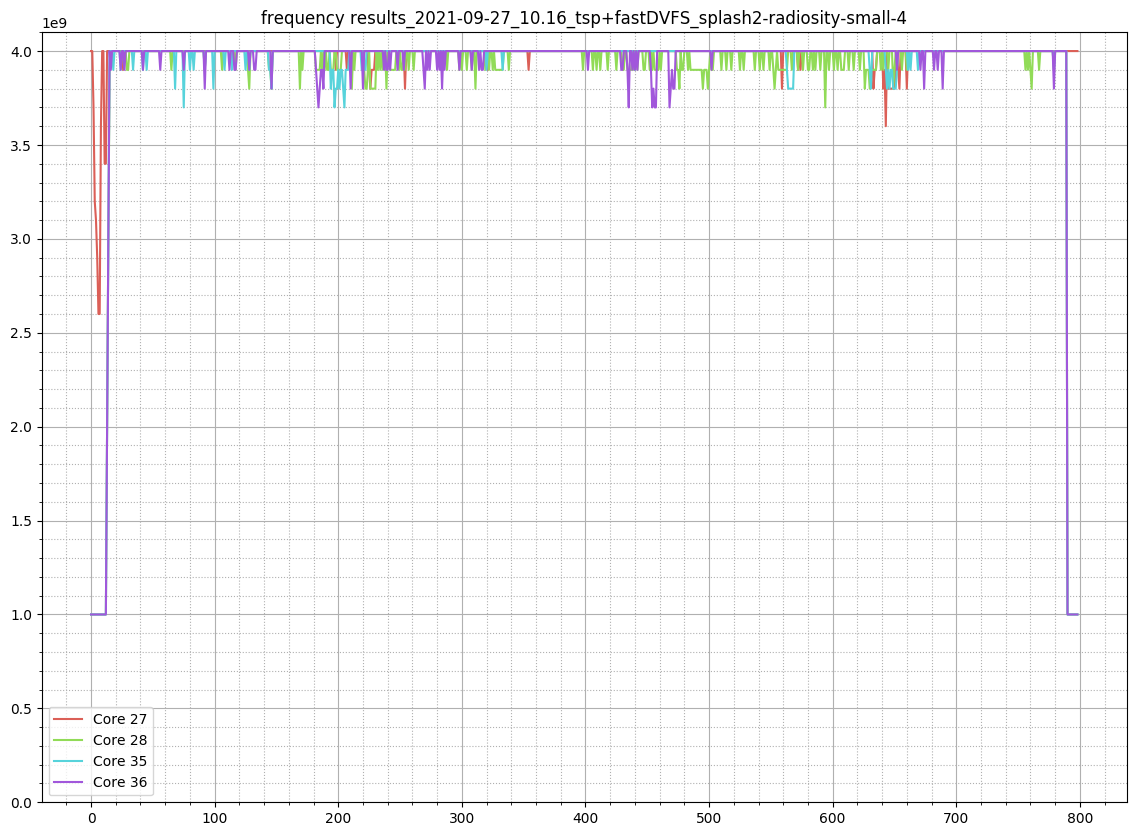 frequency results_2021-09-27_10.16_tsp+fastDVFS_splash2-radiosity-small-4
1e9
4.0
3.5
3.0
2.5
2.0
1.5
1.0
0.5
0.0
Core 27
Core 28
Core 35
Core 36
0 100 200 300 400 500 600 700 800